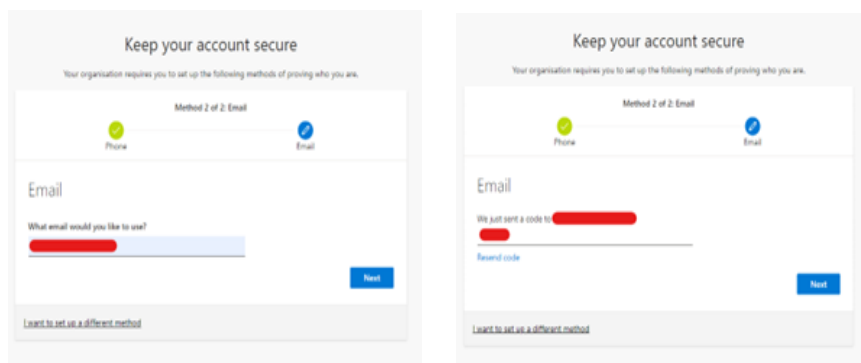 Keep your account secure
Your organisation requires you to set up the following methods of proving who you are.
Method 2 of 2: Email
Phone
Email
Email
What email would you like to use?
Next
I want to set up a different method
Keep your account secure
Your organisation requires you to set up the following methods of proving who you are.
Method 2 of 2: Email
Phone
Email
Email
We just sent a code to
Resend code
Next
I want to set up a different method